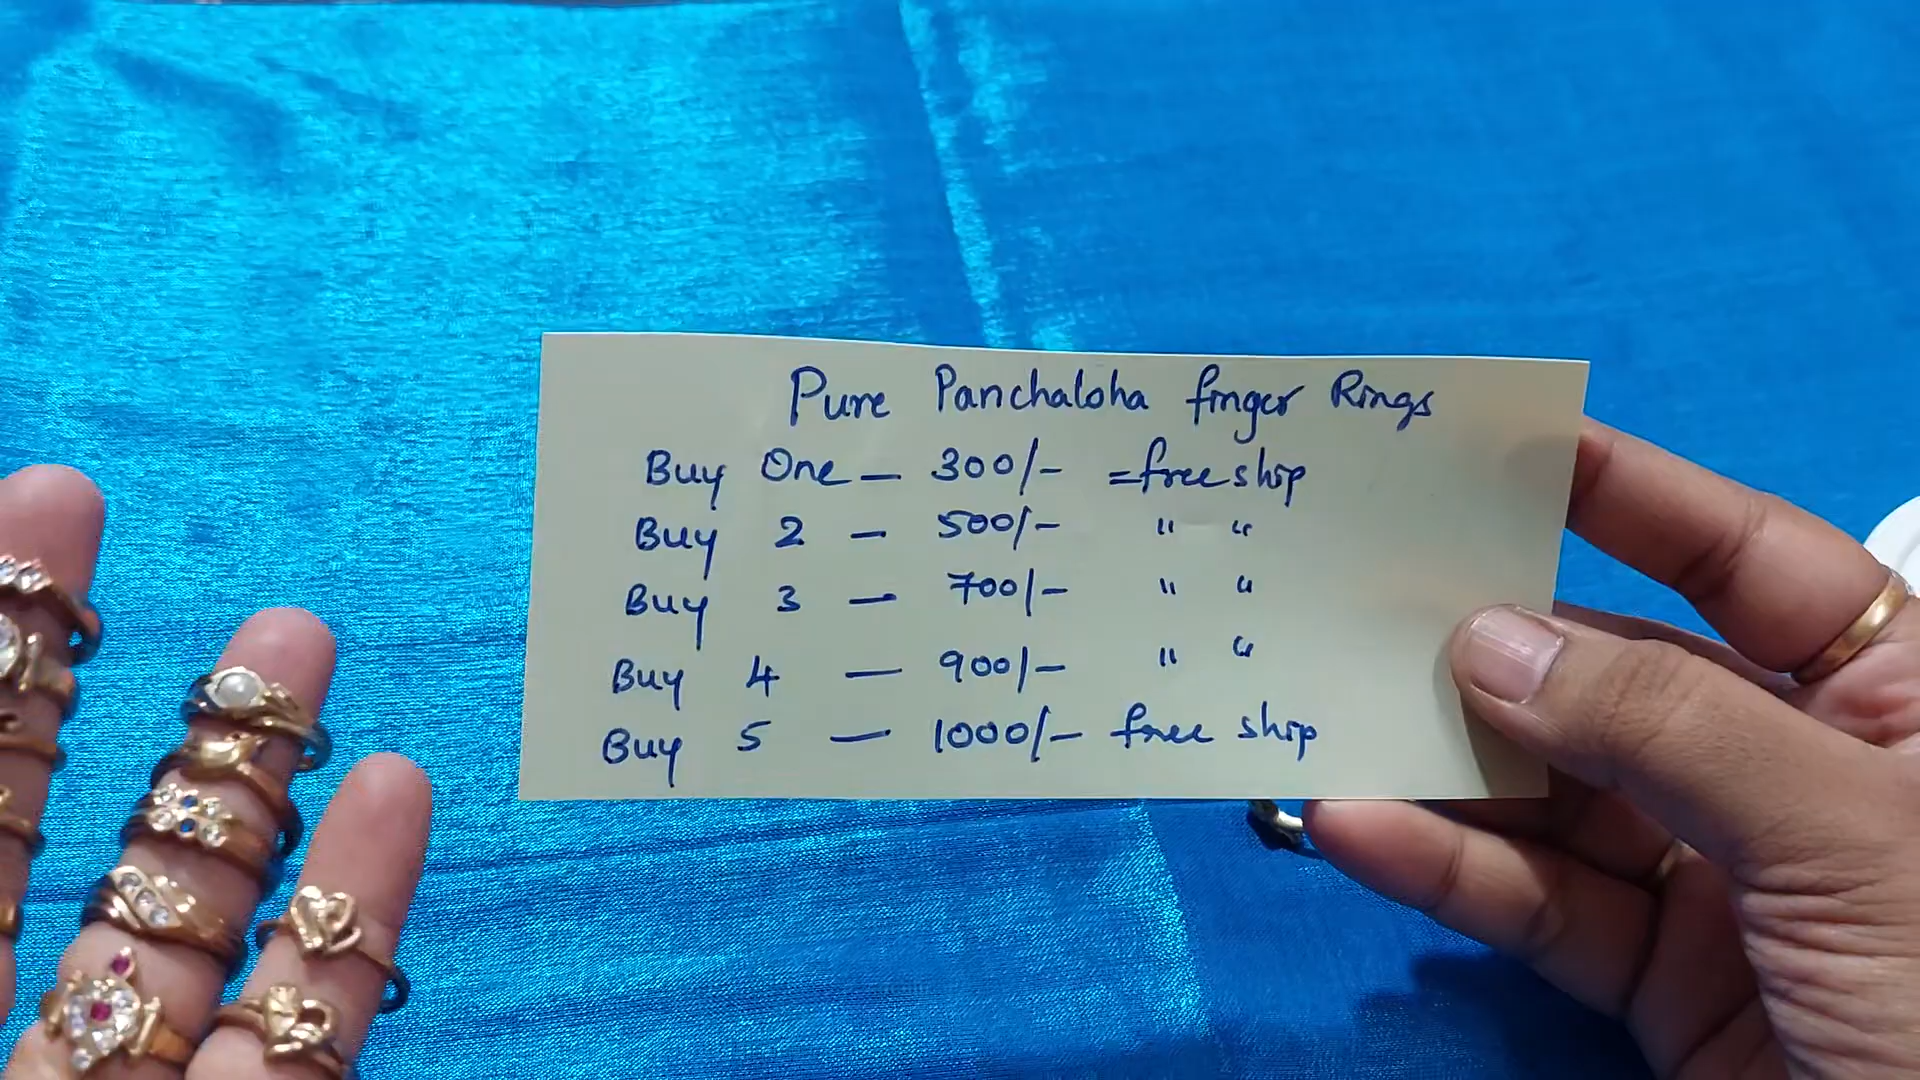 Pure Panchaloha finger Rings
Buy One — 300/- = free ship
Buy 2 — 500/- " "
Buy 3 — 700/- " "
Buy 4 — 900/- " "
Buy 5 — 1000/- free ship